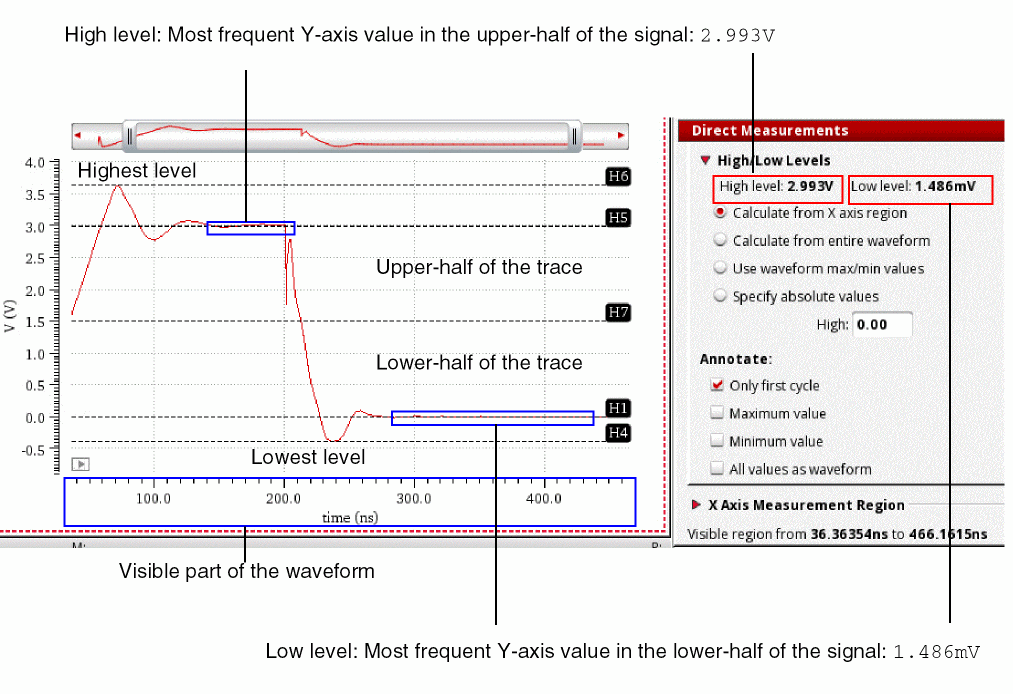 High level: Most frequent Y-axis value in the upper-half of the signal: 2.993V
Direct Measurements
High/Low Levels
High level: 2.993V Low level: 1.486mV
Calculate from X axis region
Calculate from entire waveform
Use waveform max/min values
Specify absolute values
High: 0.00
Annotate:
Only first cycle
Maximum value
Minimum value
All values as waveform
X Axis Measurement Region
Visible region from 36.36354ns to 466.1615ns
Highest level
Upper-half of the trace
Lower-half of the trace
Lowest level
H6
H5
H7
H1
H4
V (V)
4.0
3.5
3.0
2.5
2.0
1.5
1.0
0.5
0.0
-0.5
100.0 200.0 300.0 400.0
time (ns)
Visible part of the waveform
Low level: Most frequent Y-axis value in the lower-half of the signal: 1.486mV